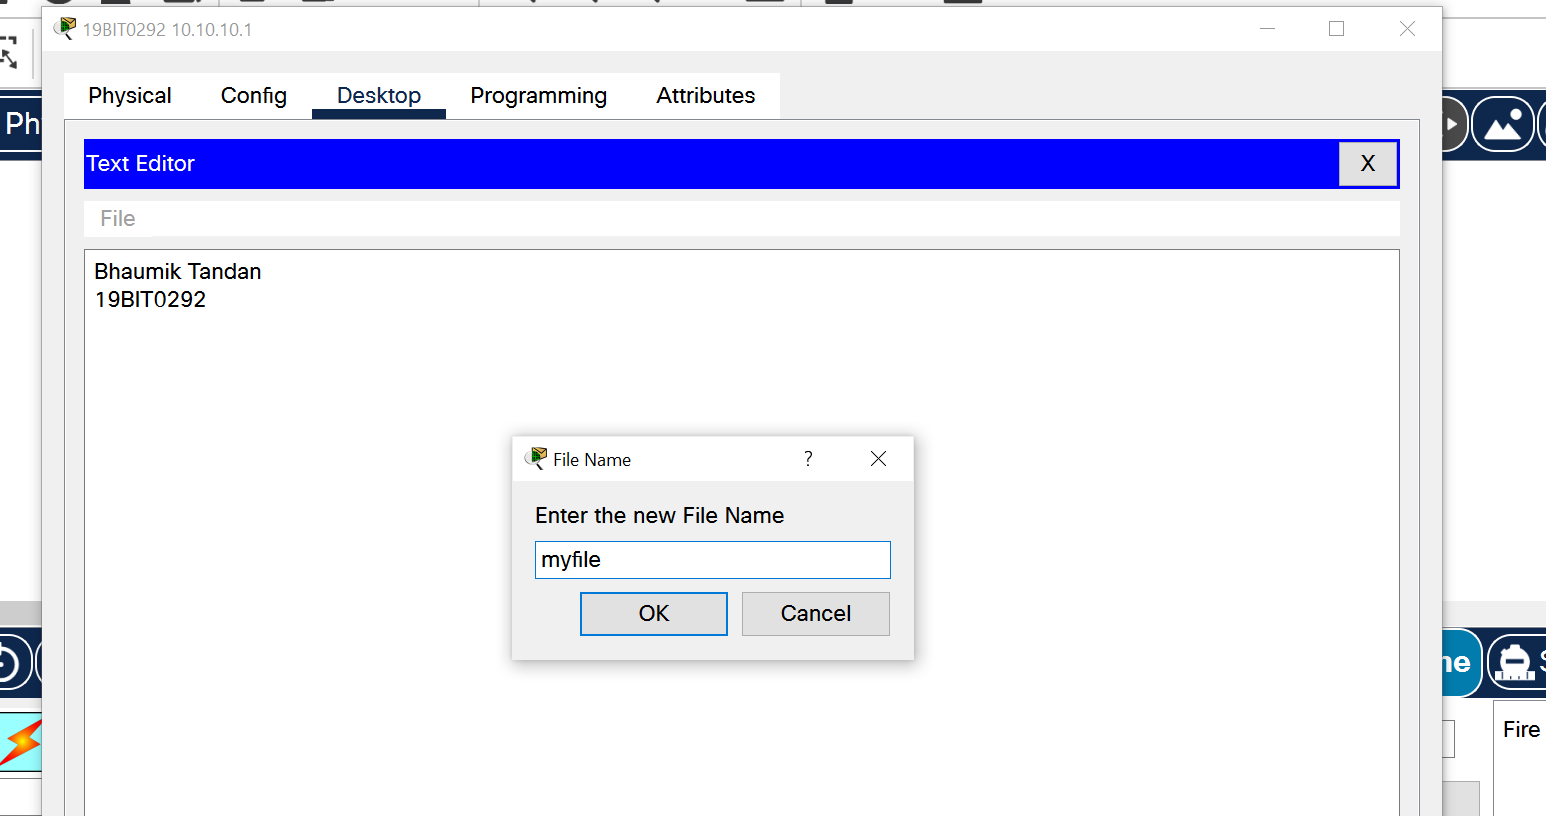 19BIT0292 10.10.10.1
Physical
Config
Desktop
Programming
Attributes
Ph
Text Editor
X
File
Bhaumik Tandan
19BIT0292
File Name
?
Enter the new File Name
myfile
OK
Cancel
ne
S
Fire